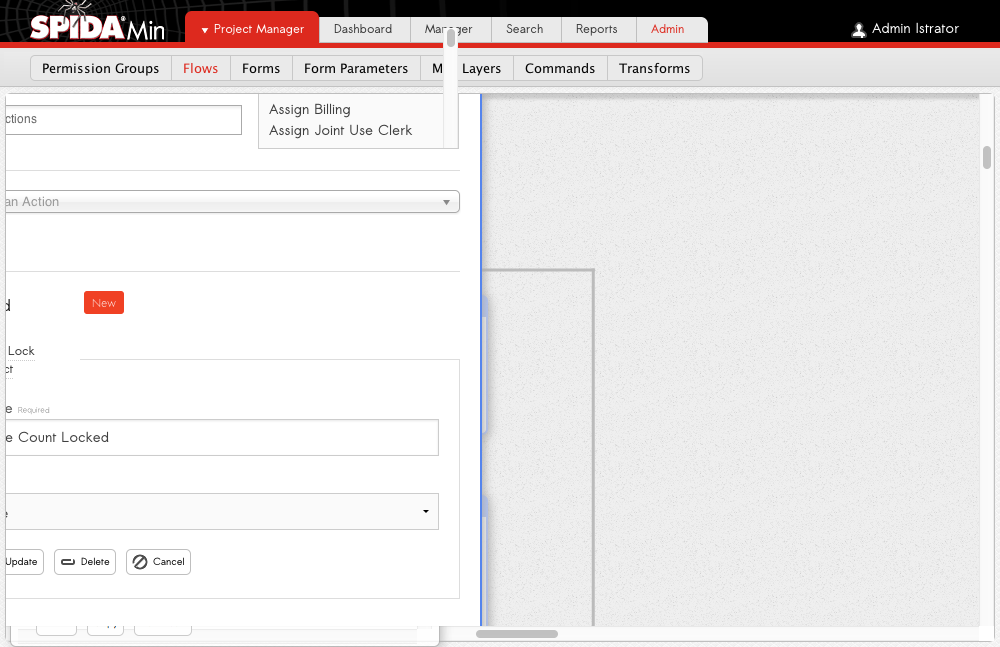 SPIDA® Min
▼ Project Manager Dashboard Manager Search Reports Admin
Admin Istrator
Permission Groups Flows Forms Form Parameters M Layers Commands Transforms
ctions
Assign Billing
Assign Joint Use Clerk
an Action
d
New
Lock
ct
e Required
e Count Locked
e
Update Delete Cancel